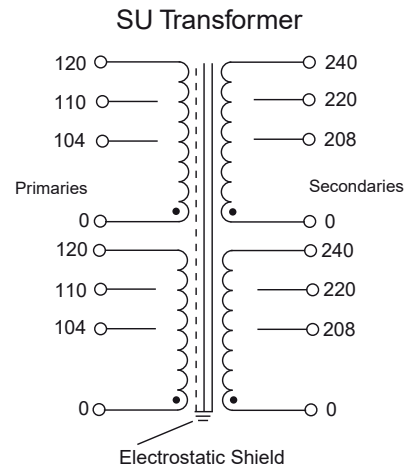 SU Transformer
120 240
110 220
104 208
Primaries Secondaries
0 0
120 240
110 220
104 208
0 0
Electrostatic Shield